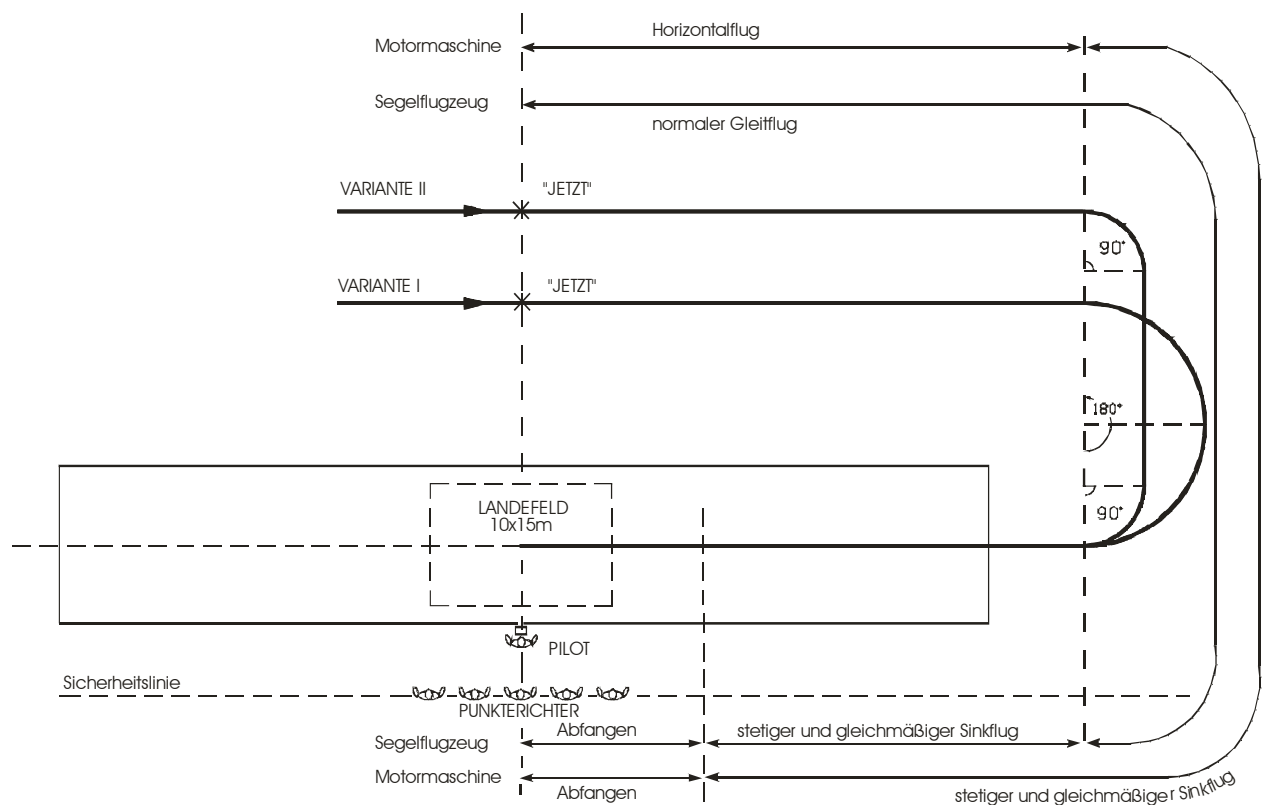 Motormaschine
Horizontalflug
Segelflugzeug
normaler Gleitflug
VARIANTE II
"JETZT"
90°
VARIANTE I
"JETZT"
180°
LANDEFELD
10x15m
90°
PILOT
Sicherheitslinie
PUNKTERICHTER
Segelflugzeug
Abfangen
stetiger und gleichmäßiger Sinkflug
Motormaschine
Abfangen
stetiger und gleichmäßiger Sinkflug